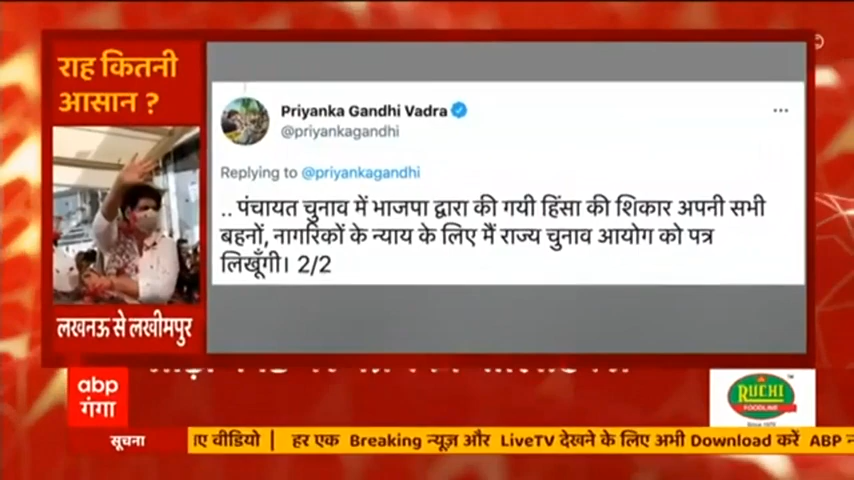 राह कितनी
आसान ?
Priyanka Gandhi Vadra
@priyankagandhi
Replying to @priyankagandhi
.. पंचायत चुनाव में भाजपा द्वारा की गयी हिंसा की शिकार अपनी सभी
बहनों, नागरिकों के न्याय के लिए मैं राज्य चुनाव आयोग को पत्र
लिखूँगी। 2/2
लखनऊ से लखीमपुर
abp
गंगा
RUCHI
FOODLINE
सूचना
वीडियो | हर एक Breaking न्यूज़ और LiveTV देखने के लिए अभी Download करें ABP